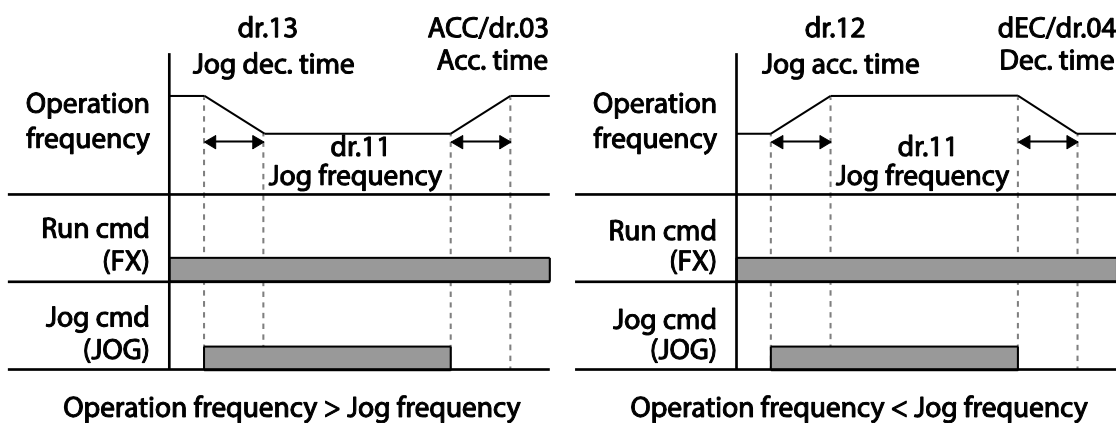 dr.13
Jog dec. time
ACC/dr.03
Acc. time
Operation
frequency
dr.11
Jog frequency
Run cmd
(FX)
Jog cmd
(JOG)
Operation frequency > Jog frequency
dr.12
Jog acc. time
dEC/dr.04
Dec. time
Operation
frequency
dr.11
Jog frequency
Run cmd
(FX)
Jog cmd
(JOG)
Operation frequency < Jog frequency